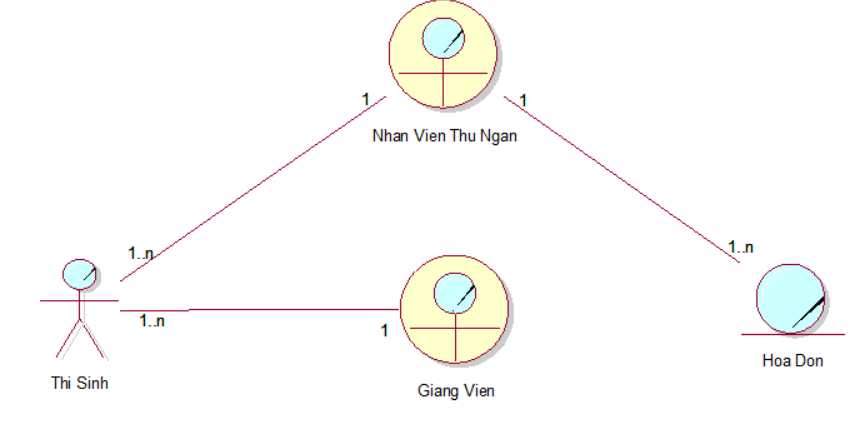 1
1
Nhan Vien Thu Ngan
1..n
1..n
1..n
1
Hoa Don
Thi Sinh
Giang Vien